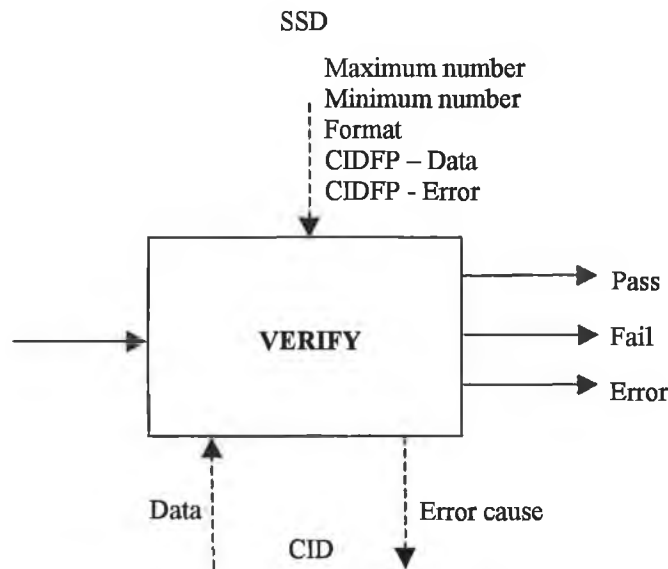 SSD
Maximum number
Minimum number
Format
CIDFP – Data
CIDFP - Error
VERIFY
Pass
Fail
Error
Data
Error cause
CID